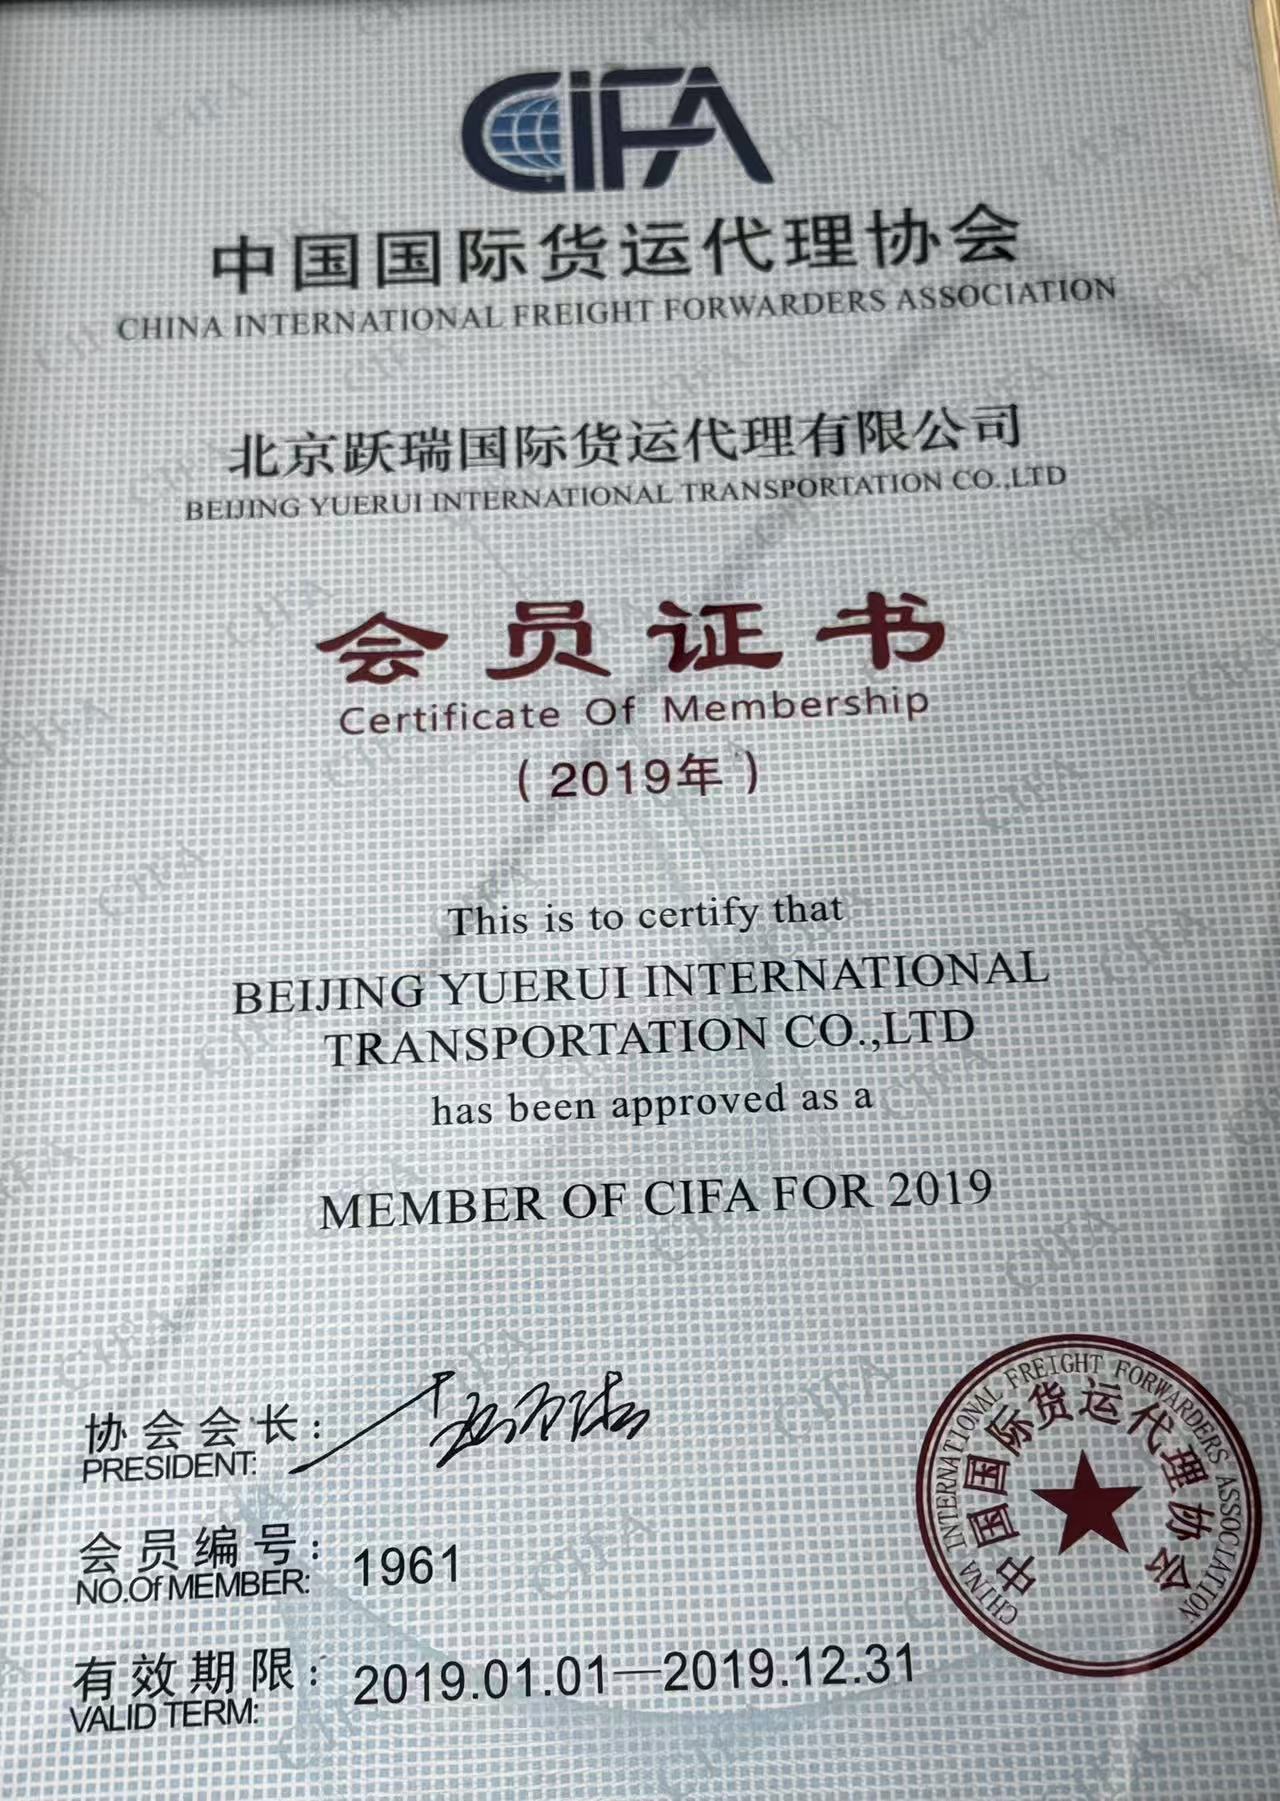 CIFA
中国国际货运代理协会
CHINA INTERNATIONAL FREIGHT FORWARDERS ASSOCIATION
北京跃瑞国际货运代理有限公司
BEIJING YUERUI INTERNATIONAL TRANSPORTATION CO.,LTD
会员证书
Certificate Of Membership
(2019年)
This is to certify that
BEIJING YUERUI INTERNATIONAL
TRANSPORTATION CO.,LTD
has been approved as a
MEMBER OF CIFA FOR 2019
协会会长:
PRESIDENT:
会员编号: 1961
NO.Of MEMBER:
有效期限: 2019.01.01—2019.12.31
VALID TERM:
CHINA INTERNATIONAL FREIGHT FORWARDERS ASSOCIATION
中国国际货运代理协会